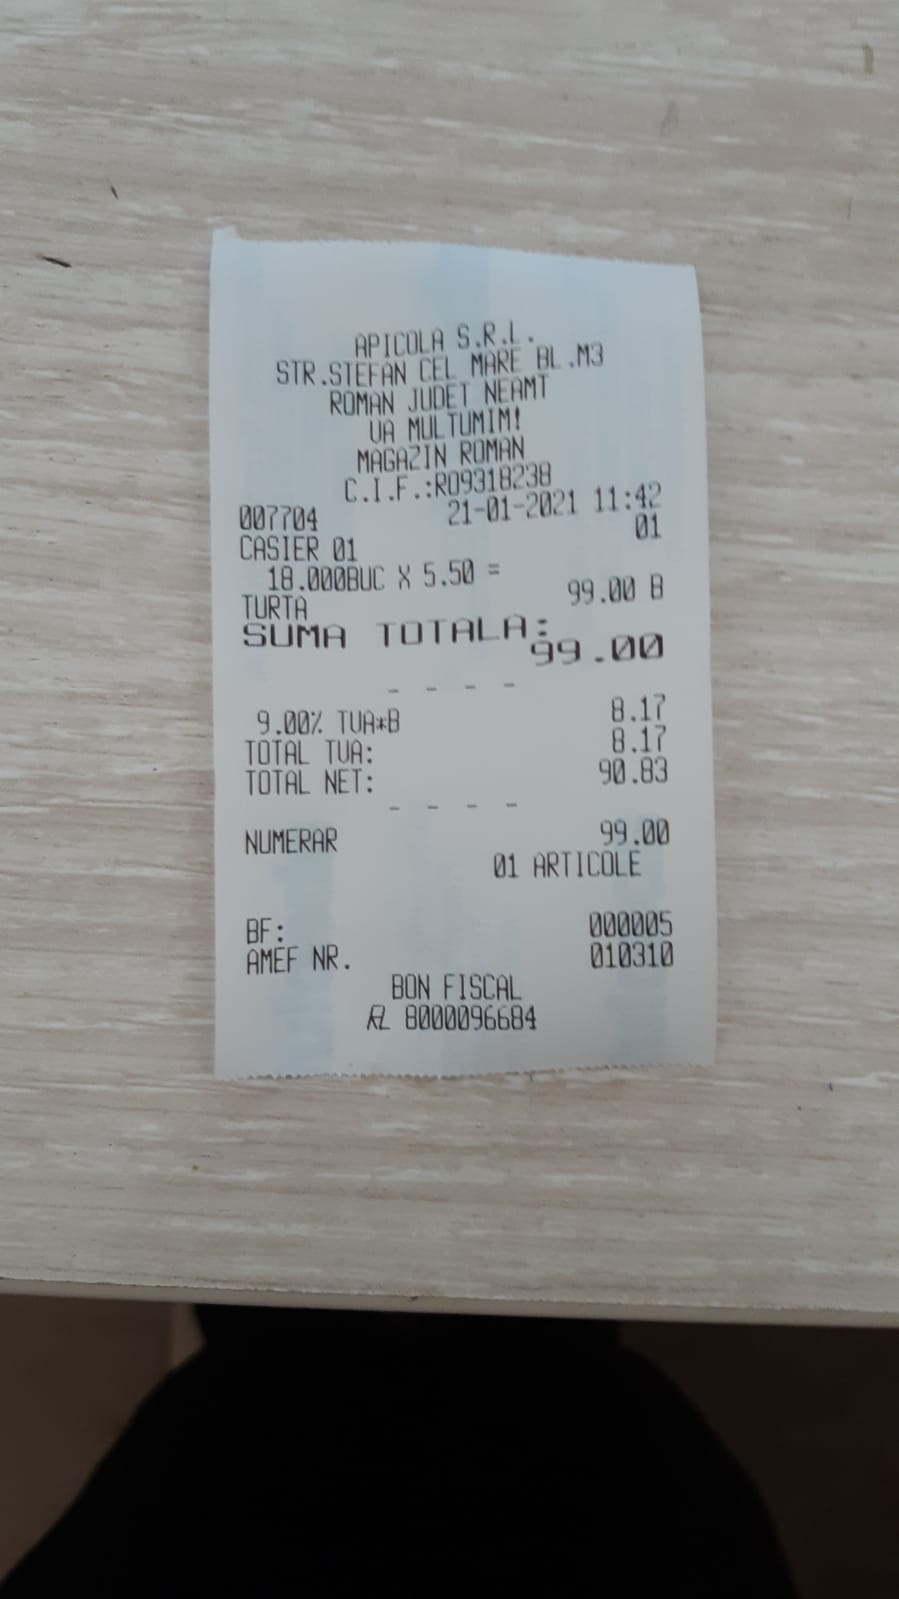 APICOLA S.R.L.
STR.STEFAN CEL MARE BL.M3
ROMAN JUDET NEAMT
VA MULTUMIM!
MAGAZIN ROMAN
C.I.F.:RO9318238
007704 21-01-2021 11:42
CASIER 01 01
18.000BUC X 5.50 =
TURTA 99.00 B
SUMA TOTALA:
99.00
- - - -
9.00% TVA*B 8.17
TOTAL TVA: 8.17
TOTAL NET: 90.83
- - - -
NUMERAR 99.00
01 ARTICOLE
BF: 000005
AMEF NR. 010310
BON FISCAL
8000096684